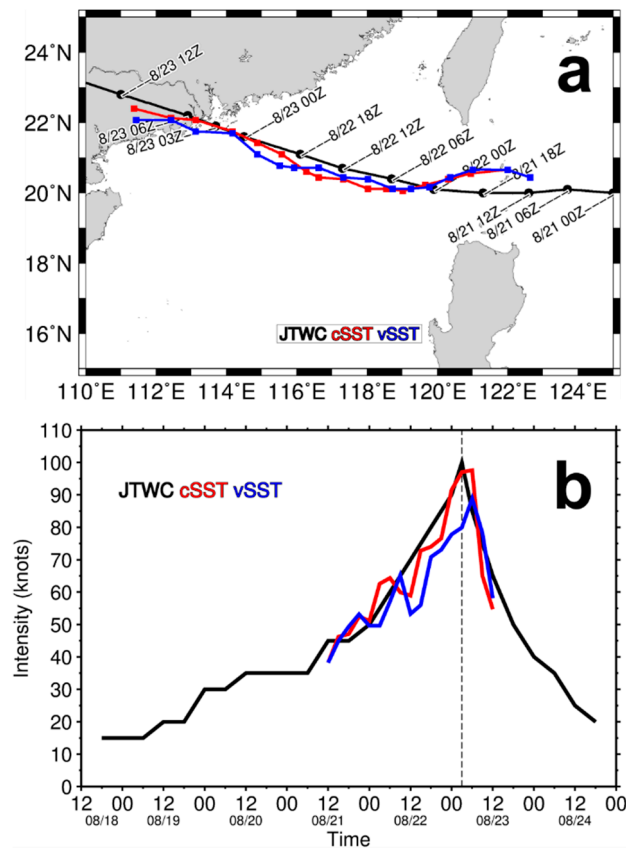 24°N
22°N
20°N
18°N
16°N
110°E 112°E 114°E 116°E 118°E 120°E 122°E 124°E
a
8/23 12Z
8/23 06Z
8/23 03Z
8/23 00Z
8/22 18Z
8/22 12Z
8/22 06Z
8/22 00Z
8/21 18Z
8/21 12Z
8/21 06Z
8/21 00Z
JTWC cSST vSST
b
JTWC cSST vSST
Intensity (knots)
110
100
90
80
70
60
50
40
30
20
10
0
12 00 12 00 12 00 12 00 12 00 12 00 12 00
08/18 08/19 08/20 08/21 08/22 08/23 08/24
Time